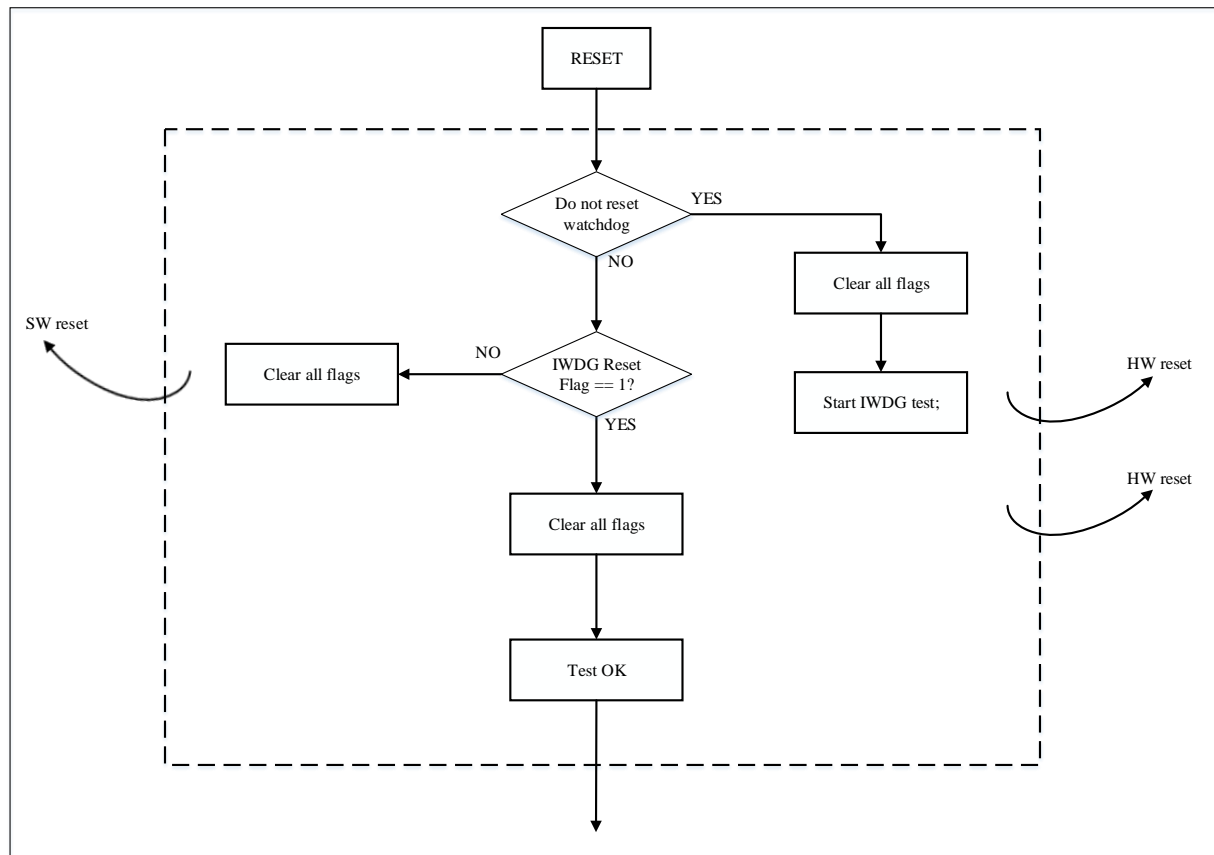 RESET
Do not reset
watchdog
YES
NO
Clear all flags
SW reset
NO
Clear all flags
IWDG Reset
Flag == 1?
YES
Start IWDG test;
HW reset
HW reset
Clear all flags
Test OK